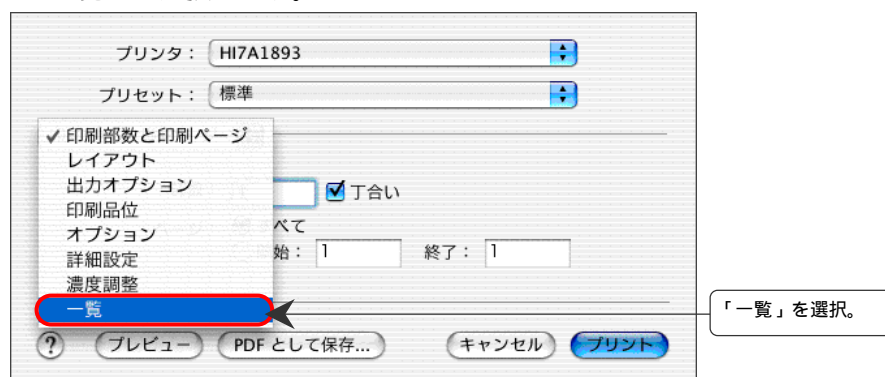 プリンタ： HI7A1893
プリセット： 標準
✓ 印刷部数と印刷ページ
レイアウト
出力オプション
印刷品位
オプション
詳細設定
濃度調整
一覧
丁合い
べて
始： 1 終了： 1
「一覧」を選択。
? プレビュー PDF として保存... キャンセル プリント